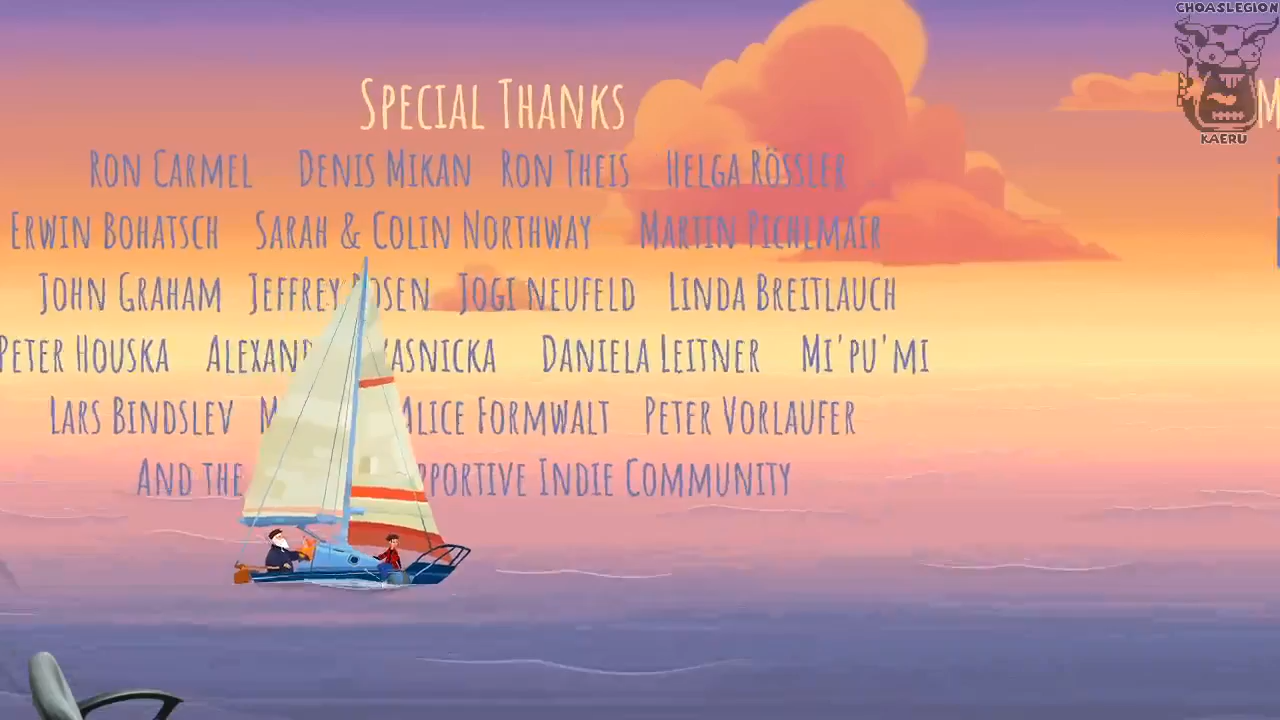 CHOASLEGION
KAERU
SPECIAL THANKS
RON CARMEL DENIS MIKAN RON THEIS HELGA RÖSSLER
ERWIN BOHATSCH SARAH & COLIN NORTHWAY MARTIN PICHLMAIR
JOHN GRAHAM JEFFREY JOGI NEUFELD LINDA BREITLAUCH
PETER HOUSKA DANIELA LEITNER MI'PU'MI
LARS BINDSLEV ALICE FORMWALT PETER VORLAUFER
AND THE INDIE COMMUNITY